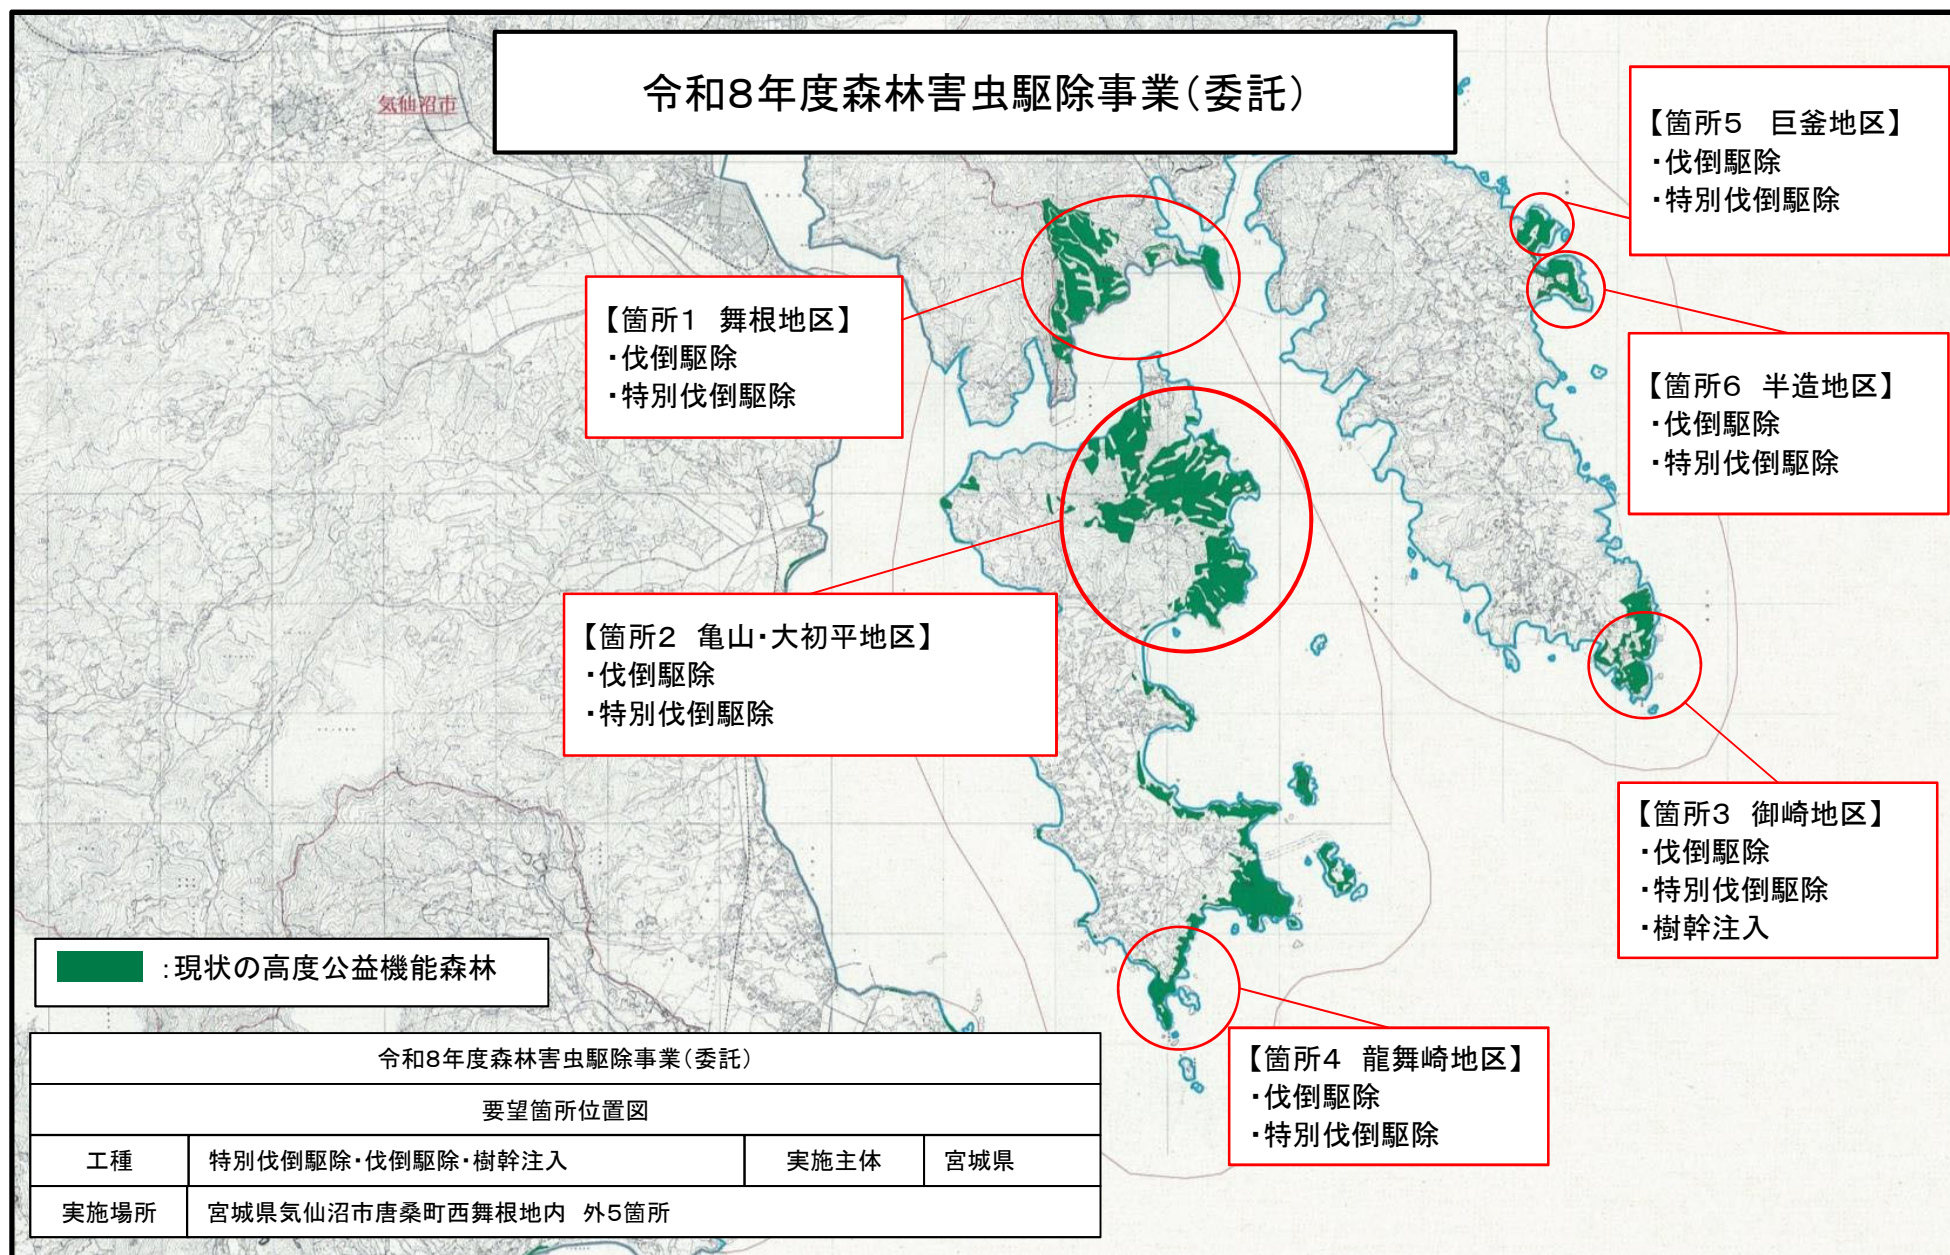 令和8年度森林害虫駆除事業(委託)
気仙沼市
【箇所5 巨釜地区】
・伐倒駆除
・特別伐倒駆除
【箇所1 舞根地区】
・伐倒駆除
・特別伐倒駆除
【箇所6 半造地区】
・伐倒駆除
・特別伐倒駆除
【箇所2 亀山・大初平地区】
・伐倒駆除
・特別伐倒駆除
【箇所3 御崎地区】
・伐倒駆除
・特別伐倒駆除
・樹幹注入
:現状の高度公益機能森林
【箇所4 龍舞崎地区】
・伐倒駆除
・特別伐倒駆除
令和8年度森林害虫駆除事業(委託)
要望箇所位置図
工種 特別伐倒駆除・伐倒駆除・樹幹注入 実施主体 宮城県
実施場所 宮城県気仙沼市唐桑町西舞根地内 外5箇所